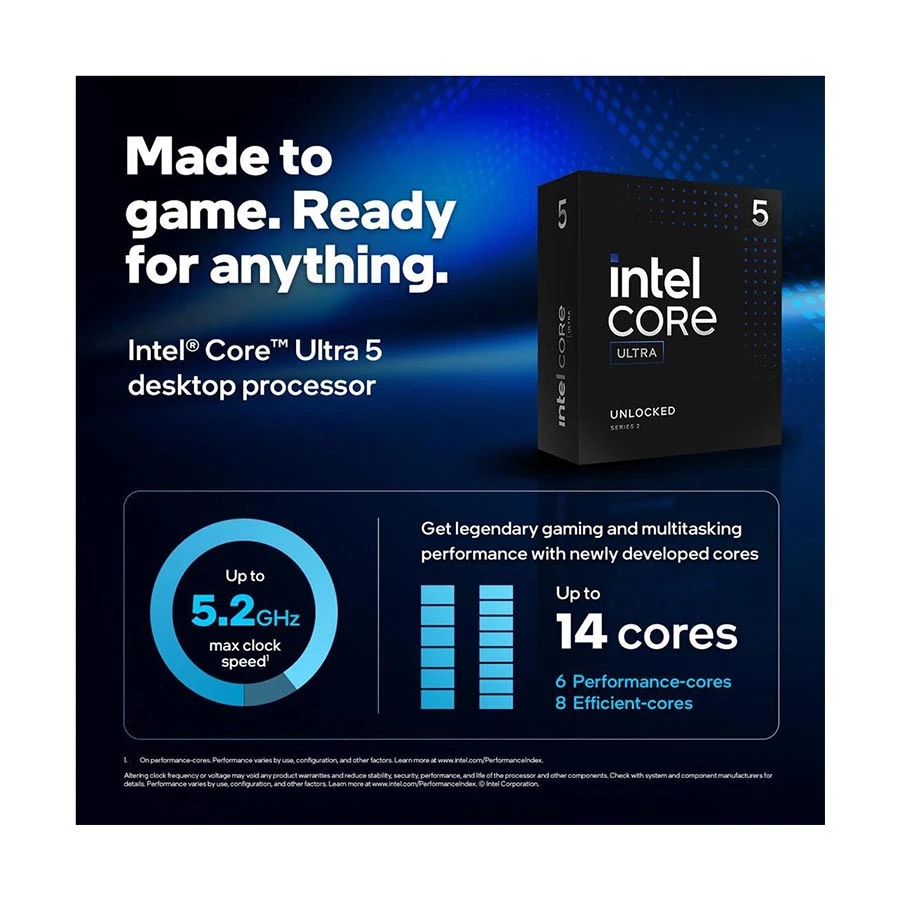 Made to
game. Ready
for anything.
Intel® Core™ Ultra 5
desktop processor
5
5
intel
CORE
ULTRA
intel CORE
ULTRA
UNLOCKED
SERIES 2
Up to
5.2GHz
max clock
speed¹
Get legendary gaming and multitasking
performance with newly developed cores
Up to
14 cores
6 Performance-cores
8 Efficient-cores
1. On performance-cores. Performance varies by use, configuration, and other factors. Learn more at www.intel.com/PerformanceIndex.
Altering clock frequency or voltage may void any product warranties and reduce stability, security, performance, and life of the processor and other components. Check with system and component manufacturers for
details. Performance varies by use, configuration, and other factors. Learn more at www.intel.com/PerformanceIndex. © Intel Corporation.